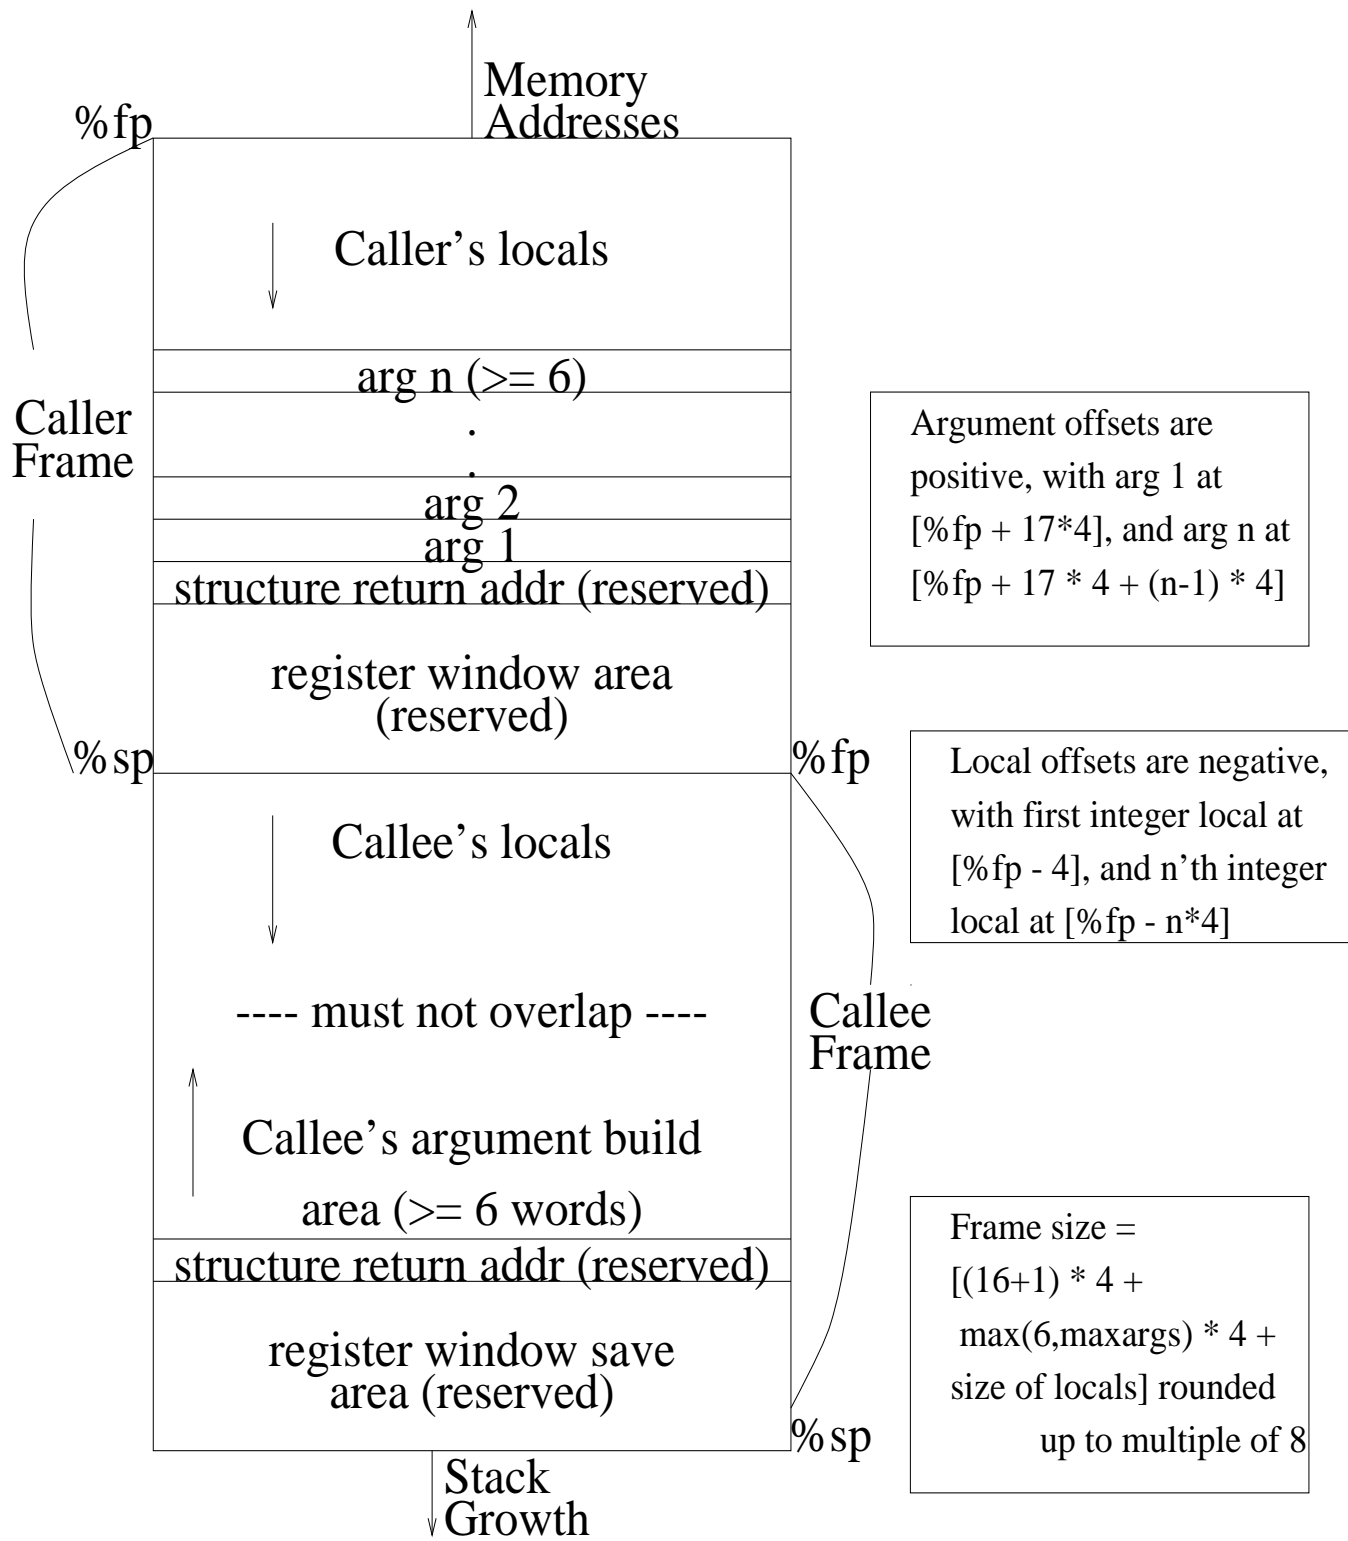 Memory
Addresses
%fp
Caller's locals
arg n (>= 6)
.
.
arg 2
arg 1
structure return addr (reserved)
register window area
(reserved)
Caller
Frame
%sp
%fp
Callee's locals
---- must not overlap ----
Callee's argument build
area (>= 6 words)
structure return addr (reserved)
register window save
area (reserved)
Callee
Frame
%sp
Stack
Growth
Argument offsets are
positive, with arg 1 at
[%fp + 17*4], and arg n at
[%fp + 17 * 4 + (n-1) * 4]
Local offsets are negative,
with first integer local at
[%fp - 4], and n'th integer
local at [%fp - n*4]
Frame size =
[(16+1) * 4 +
max(6,maxargs) * 4 +
size of locals] rounded
up to multiple of 8